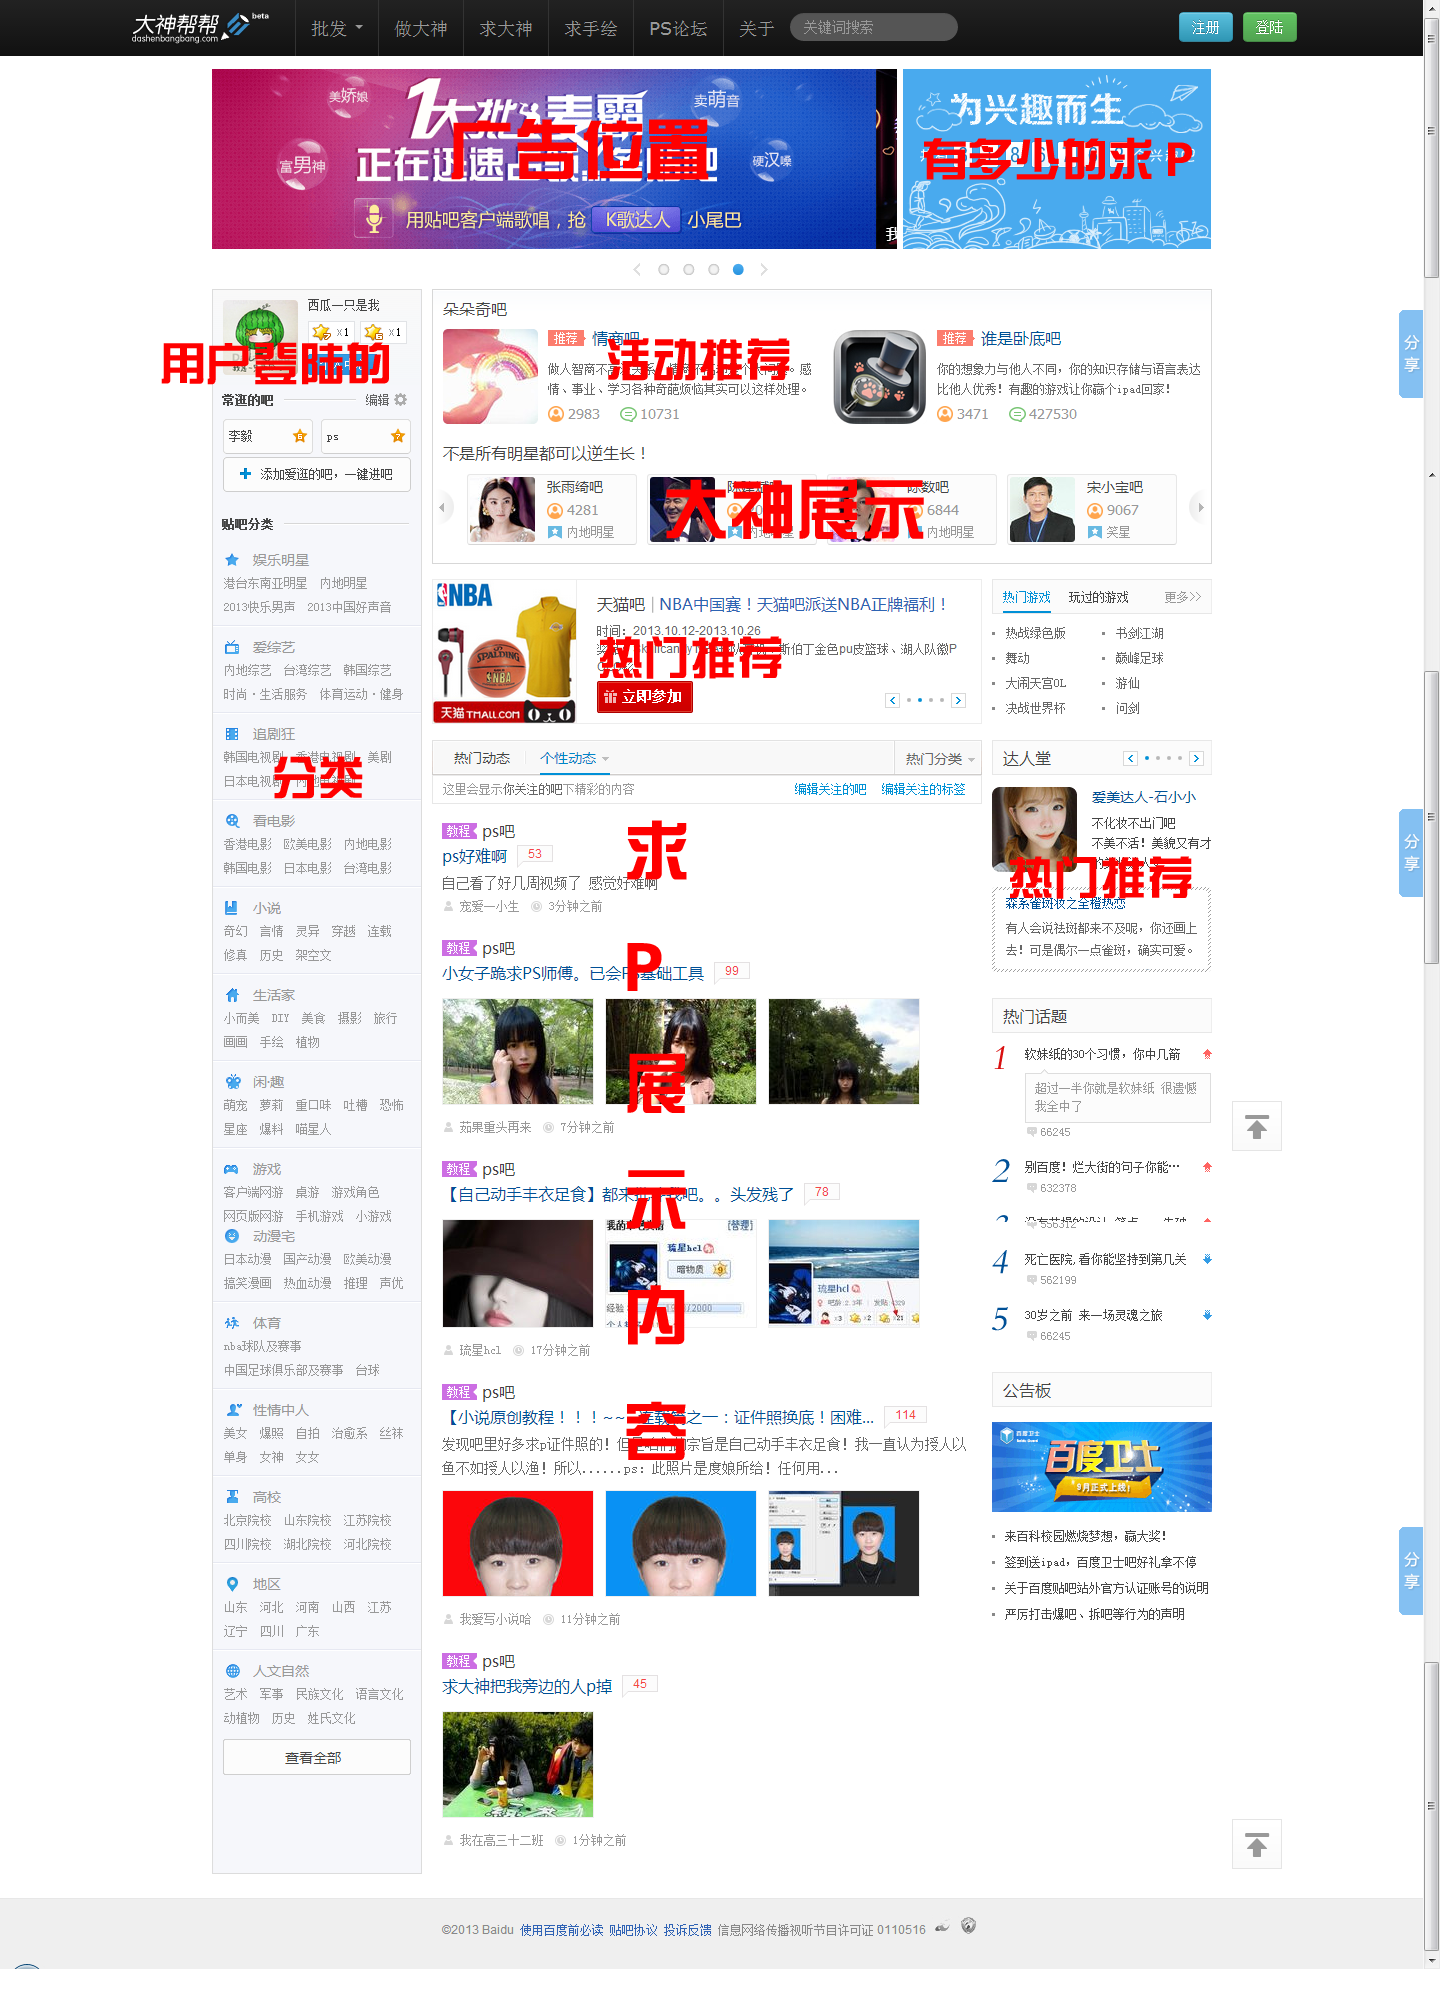 大神帮帮 beta
dashenbangbang.com
批发 做大神 求大神 求手绘 PS论坛 关于 关键词搜索 注册 登陆
美娇娘
卖萌音
富男神
硬汉嗓
正在迅速
用贴吧客户端歌唱，抢 K歌达人 小尾巴
广告位置
为兴趣而生
有多少的求P
西瓜一只是我
x1 x1
用户登陆的
常逛的吧 编辑
李毅 ps
添加爱逛的吧，一键进吧
贴吧分类
娱乐明星
港台东南亚明星 内地明星
2013快乐男声 2013中国好声音
爱综艺
内地综艺 台湾综艺 韩国综艺
时尚·生活服务 体育运动·健身
追剧狂
韩国电视剧 香港电视剧 美剧
日本电视剧 内地电视剧
分类
看电影
香港电影 欧美电影 内地电影
韩国电影 日本电影 台湾电影
小说
奇幻 言情 灵异 穿越 连载
修真 历史 架空文
生活家
小而美 DIY 美食 摄影 旅行
画画 手绘 植物
闲·趣
萌宠 萝莉 重口味 吐槽 恐怖
星座 爆料 喵星人
游戏
客户端网游 桌游 游戏角色
网页版网游 手机游戏 小游戏
动漫宅
日本动漫 国产动漫 欧美动漫
搞笑漫画 热血动漫 推理 声优
体育
nba球队及赛事
中国足球俱乐部及赛事 台球
性情中人
美女 爆照 自拍 治愈系 丝袜
单身 女神 女女
高校
北京院校 山东院校 江苏院校
四川院校 湖北院校 河北院校
地区
山东 河北 河南 山西 江苏
辽宁 四川 广东
人文自然
艺术 军事 民族文化 语言文化
动植物 历史 姓氏文化
查看全部
朵朵奇吧
推荐 情商吧
情、事业、学习各种奇葩烦恼其实可以这样处理。
2983 10731
推荐 谁是卧底吧
你的想象力与他人不同，你的知识存储与语言表达
比他人优秀！有趣的游戏让你赢个ipad回家！
3471 427530
活动推荐
不是所有明星都可以逆生长！
张雨绮吧
4281
内地明星
陈数吧
6844
内地明星
宋小宝吧
9067
笑星
大神展示
NBA
SPALDING
天猫 TMALL.COM
天猫吧 | NBA中国赛！天猫吧派送NBA正牌福利！
时间：2013.10.12-2013.10.26
斯伯丁金色pu皮篮球、湖人队徽P
热门推荐
立即参加
热门游戏 玩过的游戏 更多>>
热战绿色版 书剑江湖
舞动 巅峰足球
大闹天宫OL 游仙
决战世界杯 问剑
热门动态 个性动态 热门分类
这里会显示你关注的吧下精彩的内容 编辑关注的吧 编辑关注的标签
教程 ps吧
ps好难啊 53
自己看了好几周视频了 感觉好难啊
宠爱一小生 3分钟之前
教程 ps吧
小女子跪求PS师傅。已会PS基础工具 99
茹果重头再来 7分钟之前
教程 ps吧
【自己动手丰衣足食】都来 吧。。头发残了 78
琉星hcl
暗物质 9
经验 /2000
琉星hcl
吧龄：2.3年 发贴 4329
x3 x2 x21
琉星hcl 17分钟之前
教程 ps吧
【小说原创教程！！！~~ 之一：证件照换底！困难... 114
发现吧里好多求p证件照的！ 宗旨是自己动手丰衣足食！我一直认为授人以
鱼不如授人以渔！所以......ps：此照片是度娘所给！任何用...
我爱写小说哈 11分钟之前
教程 ps吧
求大神把我旁边的人p掉 45
我在高三十二班 1分钟之前
求
P
展
示
内
容
达人堂
爱美达人-石小小
不化妆不出门吧
不美不活！美貌又有才
热门推荐
森系雀斑妆之全橙热恋
有人会说祛斑都来不及呢，你还画上
去！可是偶尔一点雀斑，确实可爱。
热门话题
1 软妹纸的30个习惯，你中几箭
超过一半你就是软妹纸 很遗憾
我全中了
66245
2 别百度！烂大街的句子你能…
632378
556312
4 死亡医院,看你能坚持到第几关
562199
5 30岁之前 来一场灵魂之旅
66245
公告板
百度卫士
百度卫士
9月正式上线！
来百科校园燃烧梦想，赢大奖！
签到送ipad，百度卫士吧好礼拿不停
关于百度贴吧站外官方认证账号的说明
严厉打击爆吧、拆吧等行为的声明
分享
分享
分享
©2013 Baidu 使用百度前必读 贴吧协议 投诉反馈 信息网络传播视听节目许可证 0110516